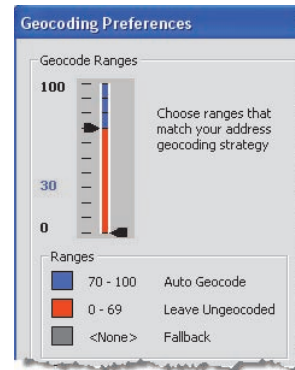 Geocoding Prefere
Geocode Ranges
100
Choose ranges that
match your address
geocoding strategy
30
0
Ranges
70 - 100 Auto Geocode
0 - 69 Leave Ungeocoded
<None> Fallback